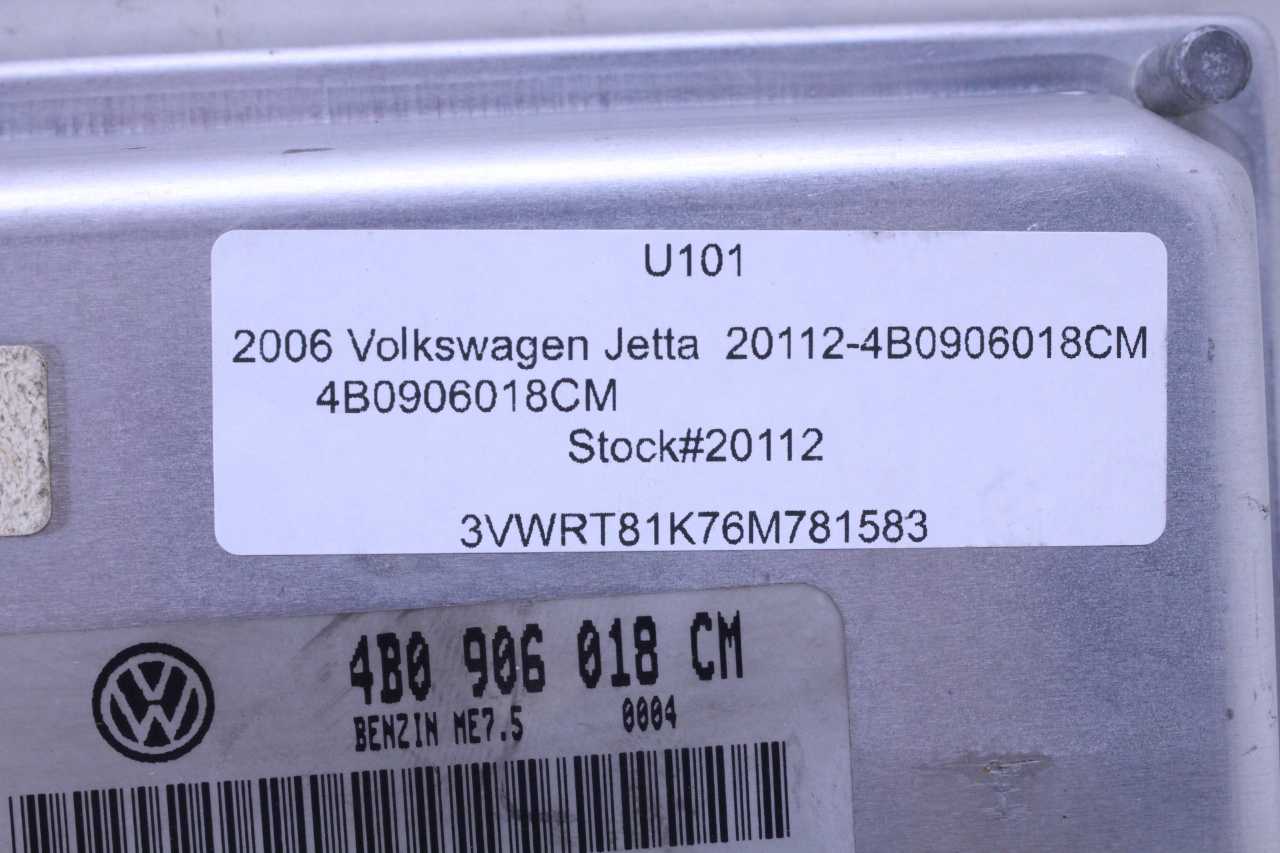 U101
2006 Volkswagen Jetta 20112-4B0906018CM
4B0906018CM
Stock#20112
3VWRT81K76M781583
4B0 906 018 CM
BENZIN ME7.5 0004